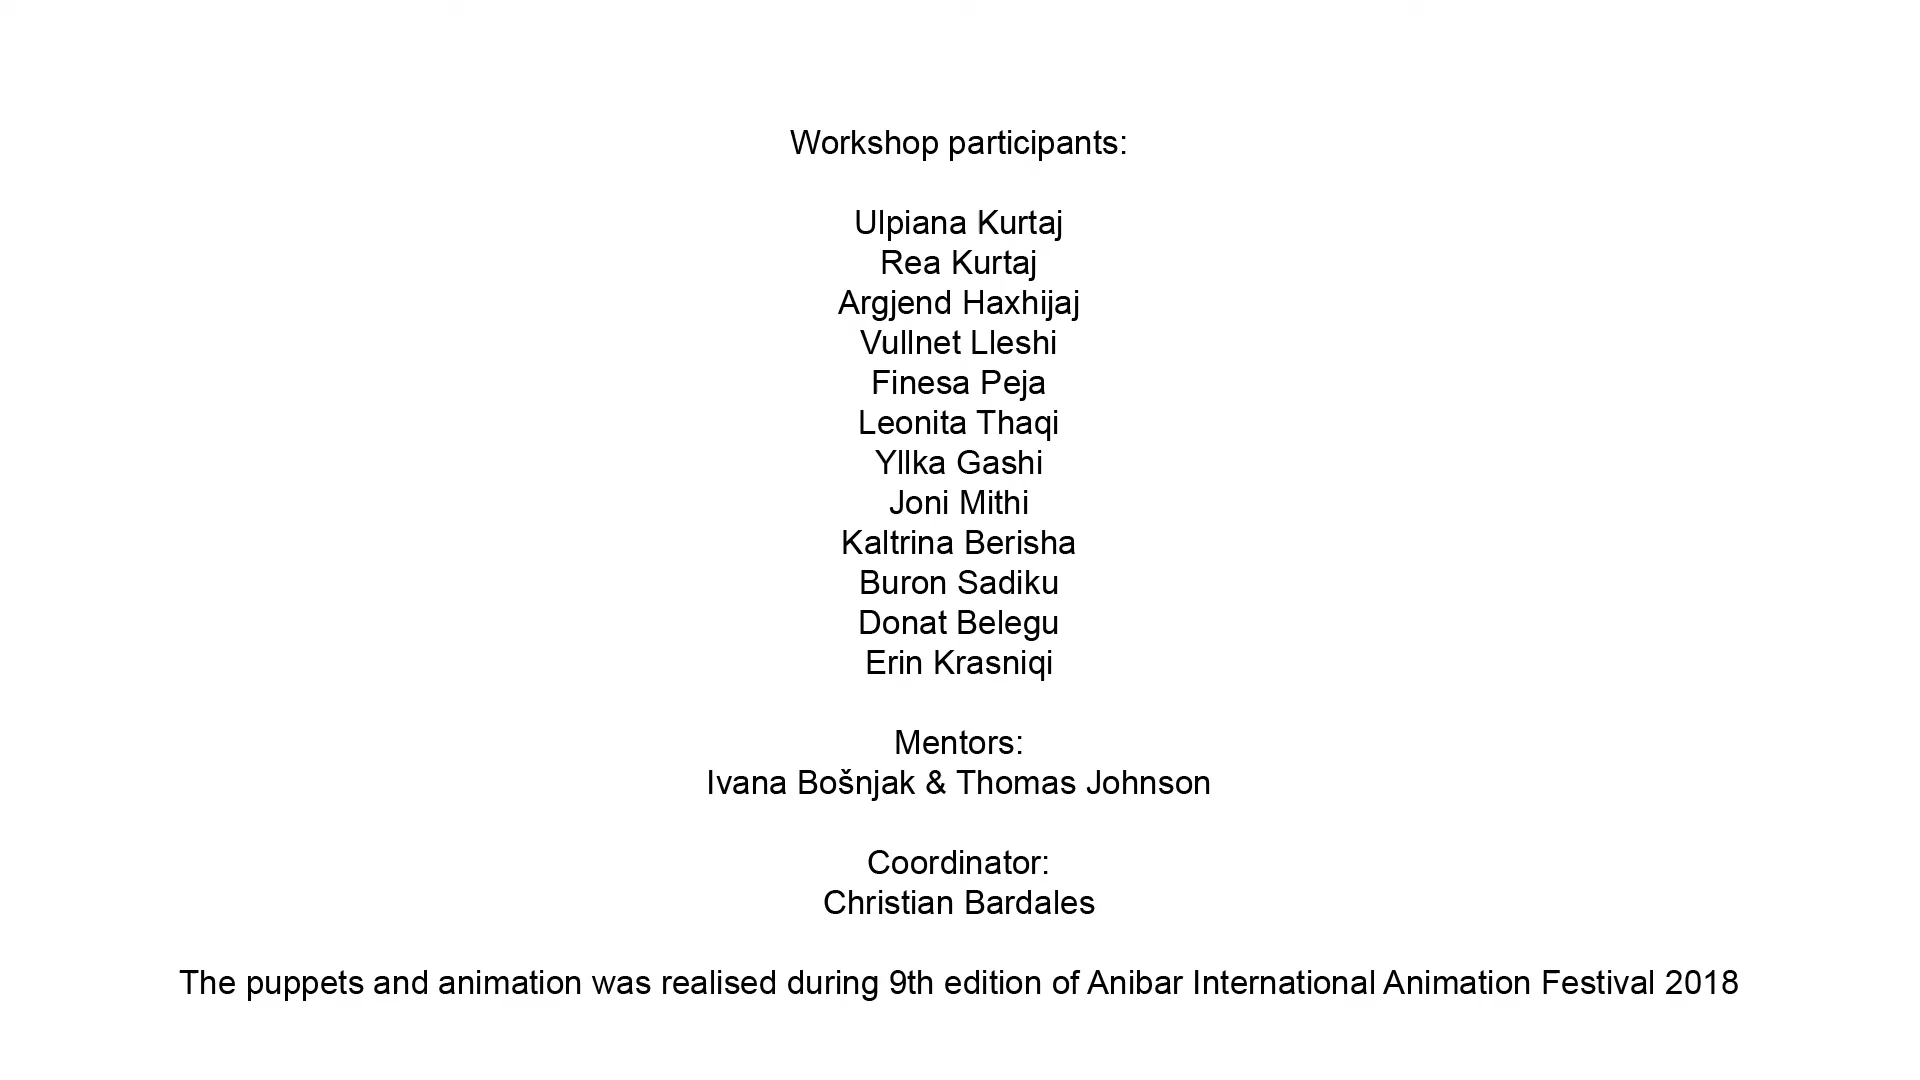 Workshop participants:
Ulpiana Kurtaj
Rea Kurtaj
Argjend Haxhijaj
Vullnet Lleshi
Finesa Peja
Leonita Thaqi
Yllka Gashi
Joni Mithi
Kaltrina Berisha
Buron Sadiku
Donat Belegu
Erin Krasniqi
Mentors:
Ivana Bošnjak & Thomas Johnson
Coordinator:
Christian Bardales
The puppets and animation was realised during 9th edition of Anibar International Animation Festival 2018